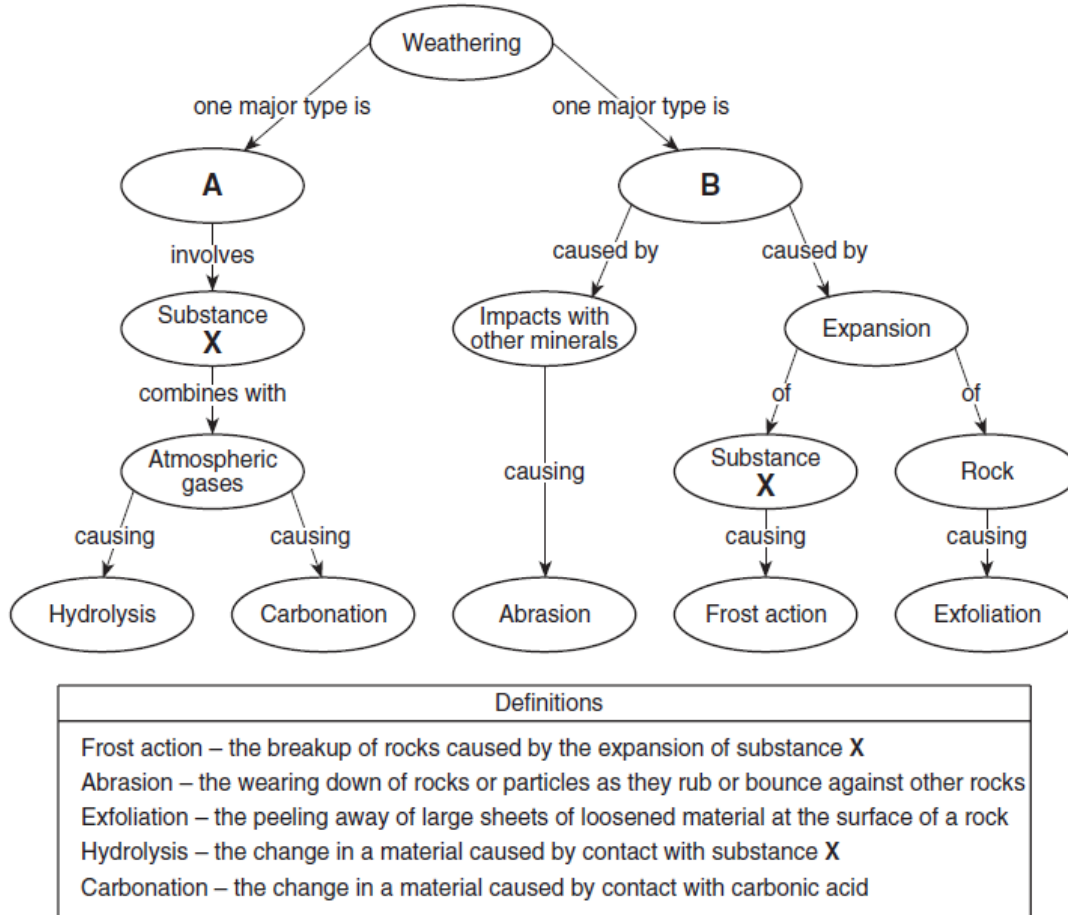 Weathering
one major type is
one major type is
A
B
involves
caused by
caused by
Substance
X
Impacts with
other minerals
Expansion
combines with
of
of
Atmospheric
gases
causing
Substance
X
Rock
causing
causing
causing
causing
Hydrolysis
Carbonation
Abrasion
Frost action
Exfoliation
Definitions
Frost action – the breakup of rocks caused by the expansion of substance X
Abrasion – the wearing down of rocks or particles as they rub or bounce against other rocks
Exfoliation – the peeling away of large sheets of loosened material at the surface of a rock
Hydrolysis – the change in a material caused by contact with substance X
Carbonation – the change in a material caused by contact with carbonic acid